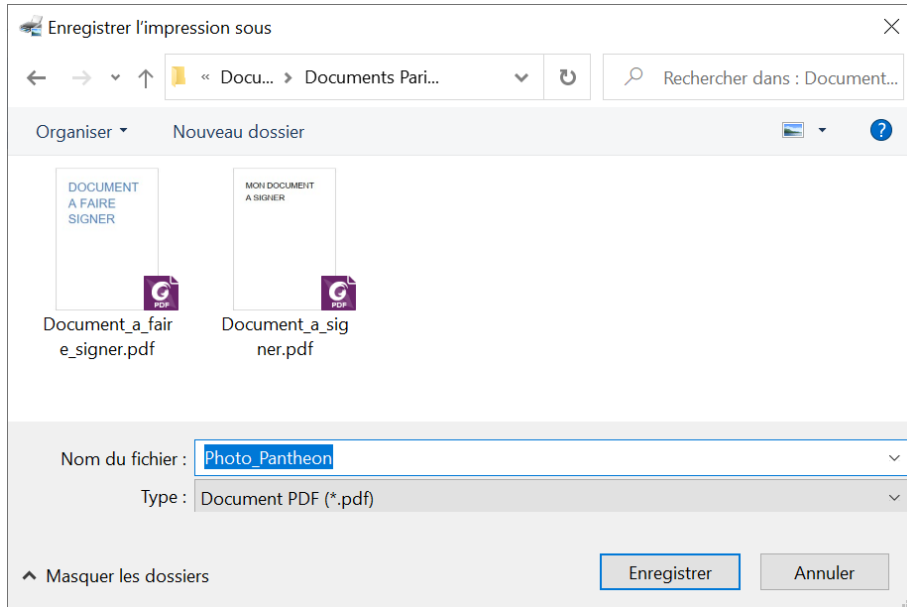 Enregistrer l'impression sous
« Docu... > Documents Pari...
Rechercher dans : Document...
Organiser
Nouveau dossier
?
DOCUMENT
A FAIRE
SIGNER
MON DOCUMENT
A SIGNER
PDF
PDF
Document_a_fair
e_signer.pdf
Document_a_sig
ner.pdf
Nom du fichier : Photo_Pantheon
Type : Document PDF (*.pdf)
Masquer les dossiers
Enregistrer
Annuler